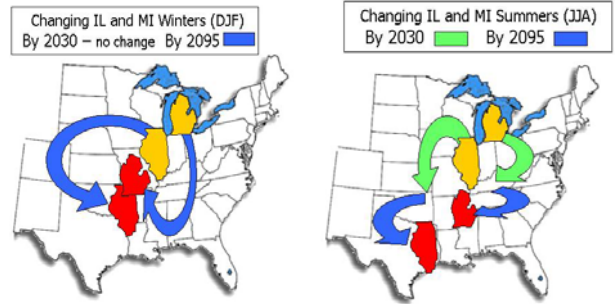 Changing IL and MI Winters (DJF)
By 2030 – no change By 2095
Changing IL and MI Summers (JJA)
By 2030 By 2095